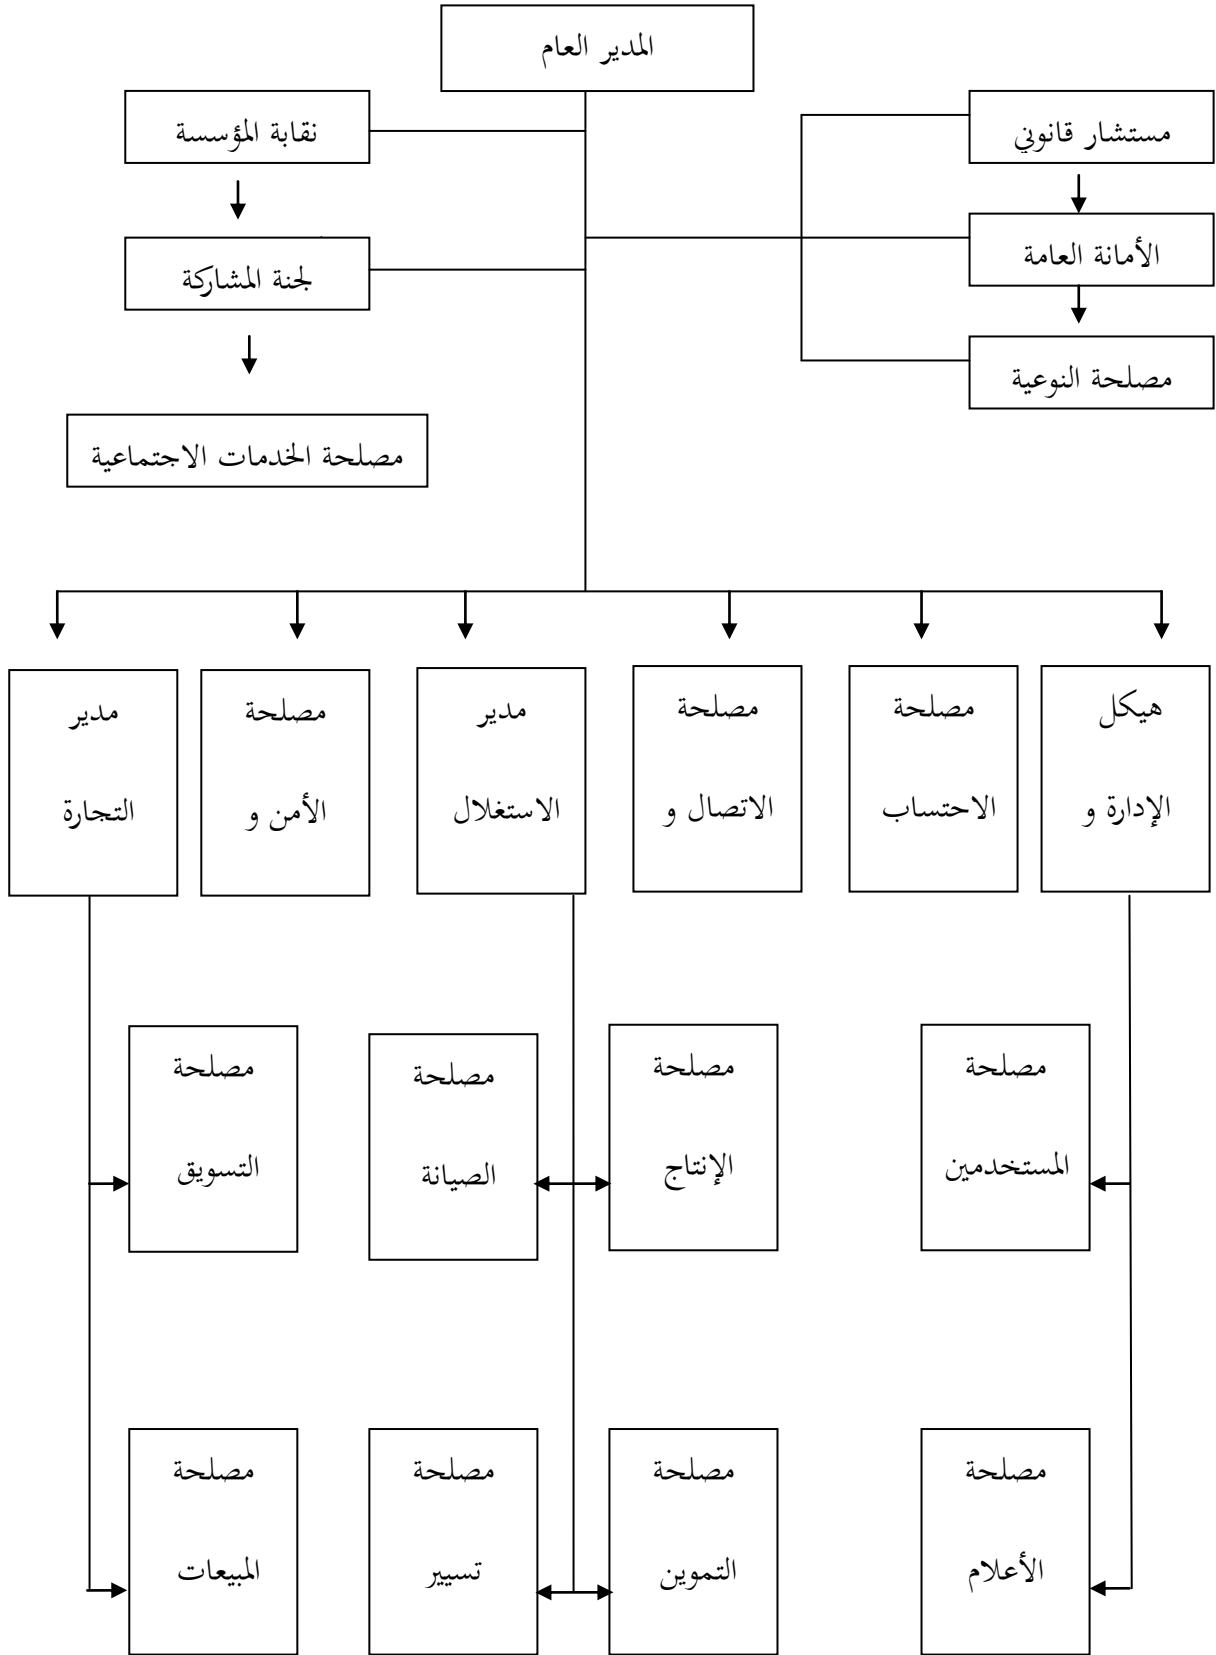 المدير العام
مستشار قانوني
نقابة المؤسسة
الأمانة العامة
لجنة المشاركة
مصلحة النوعية
مصلحة الخدمات الاجتماعية
هيكل
الإدارة و
مصلحة
الاحتساب
مصلحة
الاتصال و
مدير
الاستغلال
مصلحة
الأمن و
مدير
التجارة
مصلحة
المستخدمين
مصلحة
الإنتاج
مصلحة
الصيانة
مصلحة
التسويق
مصلحة
الأعلام
مصلحة
التموين
مصلحة
تسيير
مصلحة
المبيعات